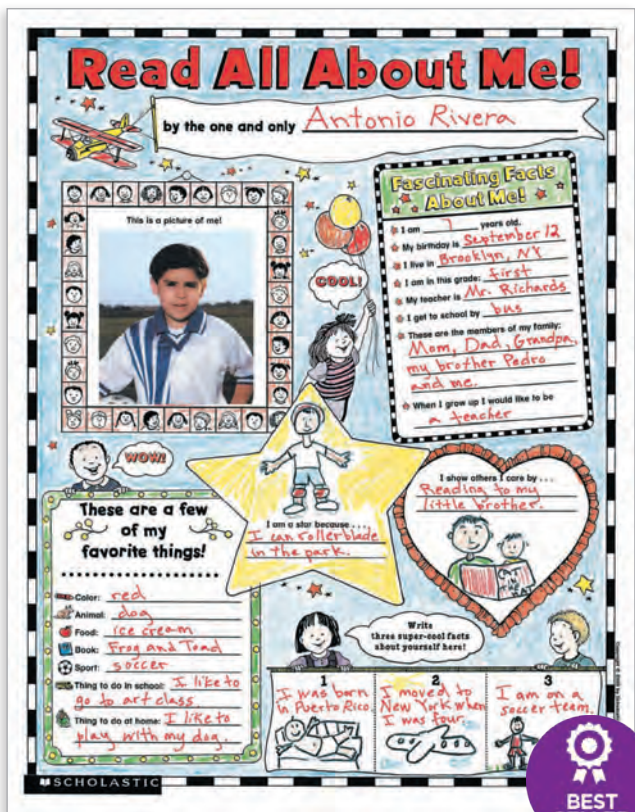 Read All About Me!
by the one and only Antonio Rivera
This is a picture of me!
COOL!
Fascinating Facts
About Me!
I am 7 years old.
My birthday is September 12
I live in Brooklyn, NY
I am in this grade: first
My teacher is Mr. Richards
I get to school by bus
These are the members of my family:
Mom, Dad, Grandpa,
my brother Pedro
and me.
When I grow up I would like to be
a teacher
WOW!
I am a star because . . .
I can rollerblade
in the park.
I show others I care by . . .
Reading to my
little brother.
These are a few
of my
favorite things!
Color: red
Animal: dog
Food: ice cream
Book: Frog and Toad
Sport: soccer
Thing to do in school: I like to
go to art class.
Thing to do at home: I like to
play with my dog.
Write
three super-cool facts
about yourself here!
1
I was born
in Puerto Rico.
2
I moved to
New York when
I was four.
3
I am on a
soccer team.
SCHOLASTIC
BEST